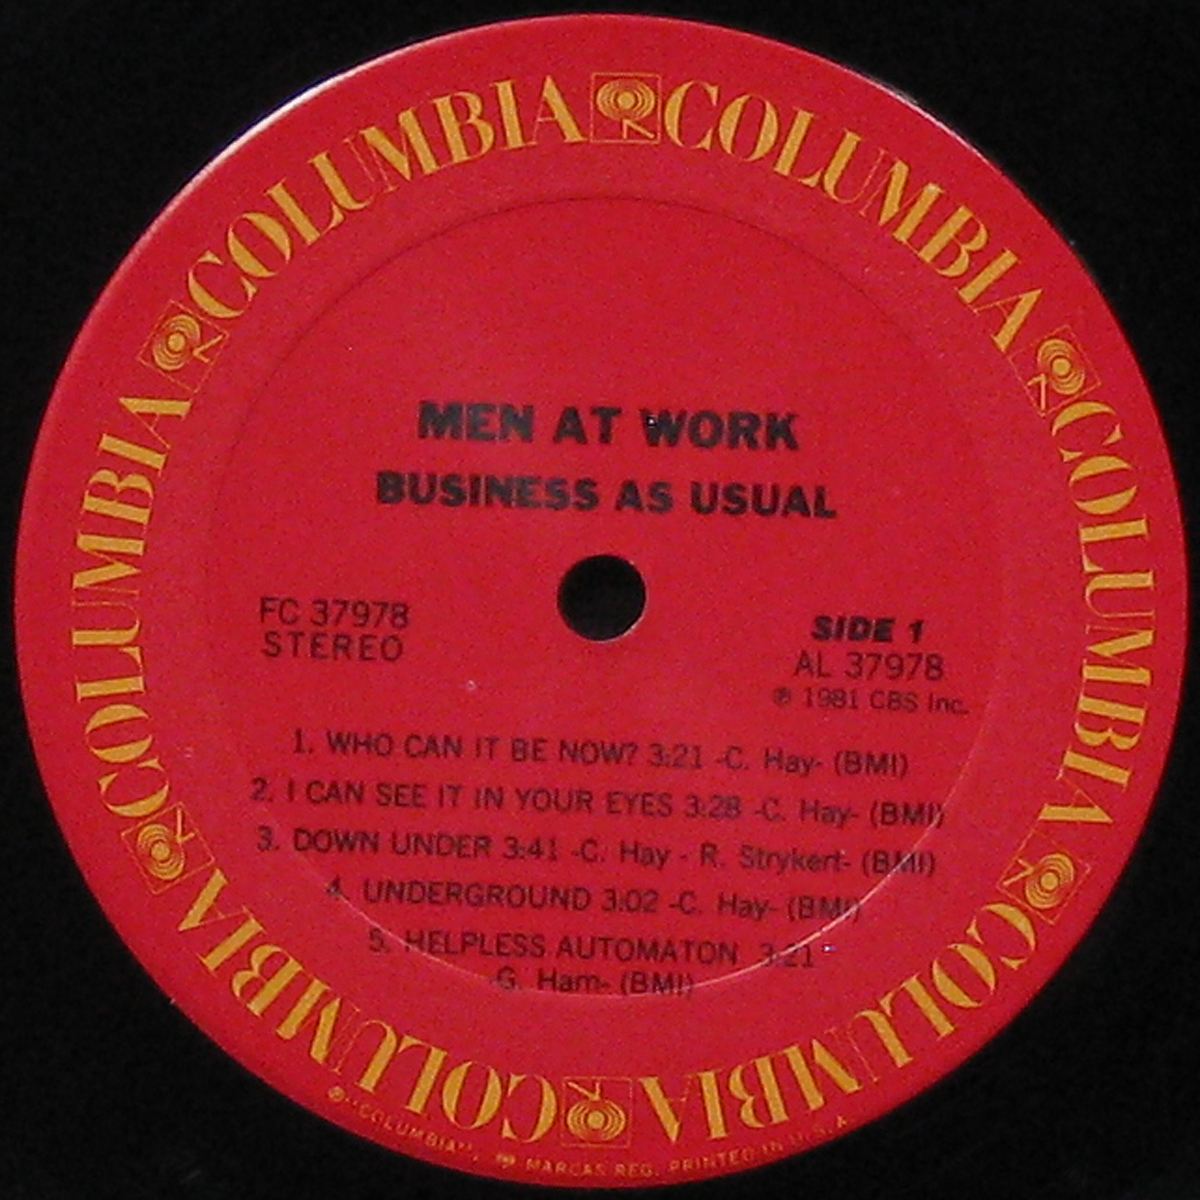 COLUMBIA COLUMBIA COLUMBIA COLUMBIA COLUMBIA COLUMBIA
MEN AT WORK
BUSINESS AS USUAL
FC 37978
STEREO
SIDE 1
AL 37978
℗ 1981 CBS Inc.
1. WHO CAN IT BE NOW? 3:21 -C. Hay- (BMI)
2. I CAN SEE IT IN YOUR EYES 3:28 -C. Hay- (BMI)
3. DOWN UNDER 3:41 -C. Hay - R. Strykert- (BMI)
4. UNDERGROUND 3:02 -C. Hay- (BMI)
5. HELPLESS AUTOMATON 3:21
-G. Ham- (BMI)
"COLUMBIA", MARCAS REG. PRINTED IN U.S.A.